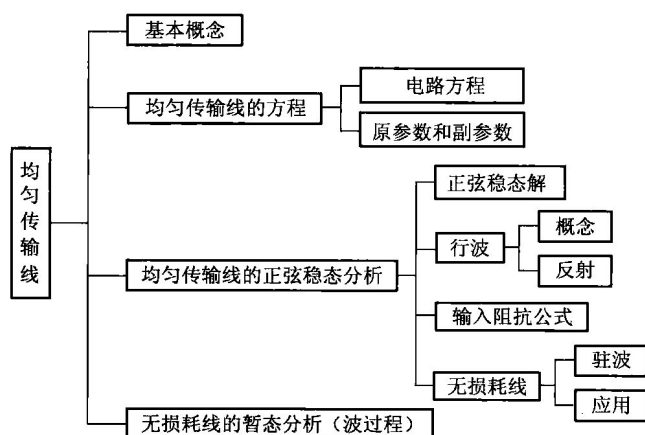 均匀传输线
基本概念
均匀传输线的方程
电路方程
原参数和副参数
均匀传输线的正弦稳态分析
正弦稳态解
行波
概念
反射
输入阻抗公式
无损耗线
驻波
应用
无损耗线的暂态分析（波过程）